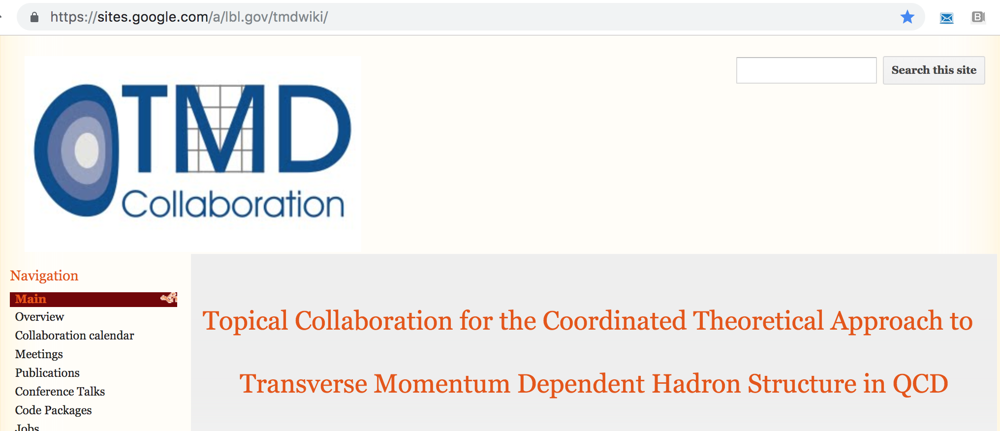 https://sites.google.com/a/lbl.gov/tmdwiki/
B
TMD
Collaboration
Search this site
Navigation
Main
Overview
Collaboration calendar
Meetings
Publications
Conference Talks
Code Packages
Jobs
Topical Collaboration for the Coordinated Theoretical Approach to
Transverse Momentum Dependent Hadron Structure in QCD